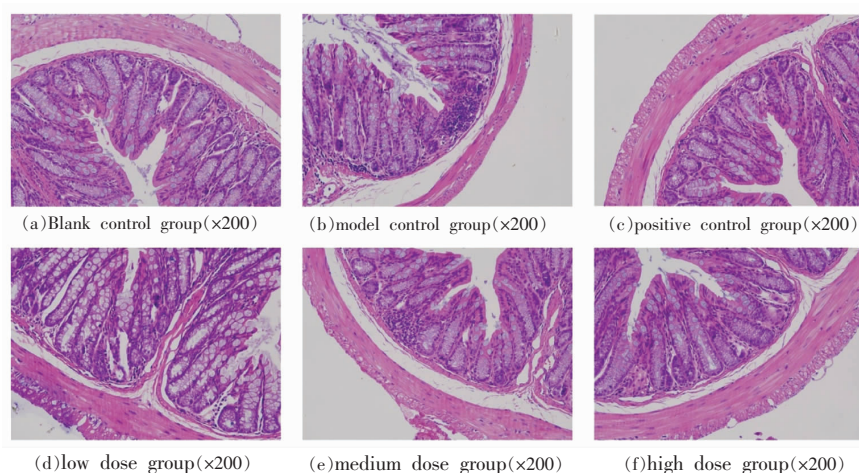 (a)Blank control group(×200)
(b)model control group(×200)
(c)positive control group(×200)
(d)low dose group(×200)
(e)medium dose group(×200)
(f)high dose group(×200)